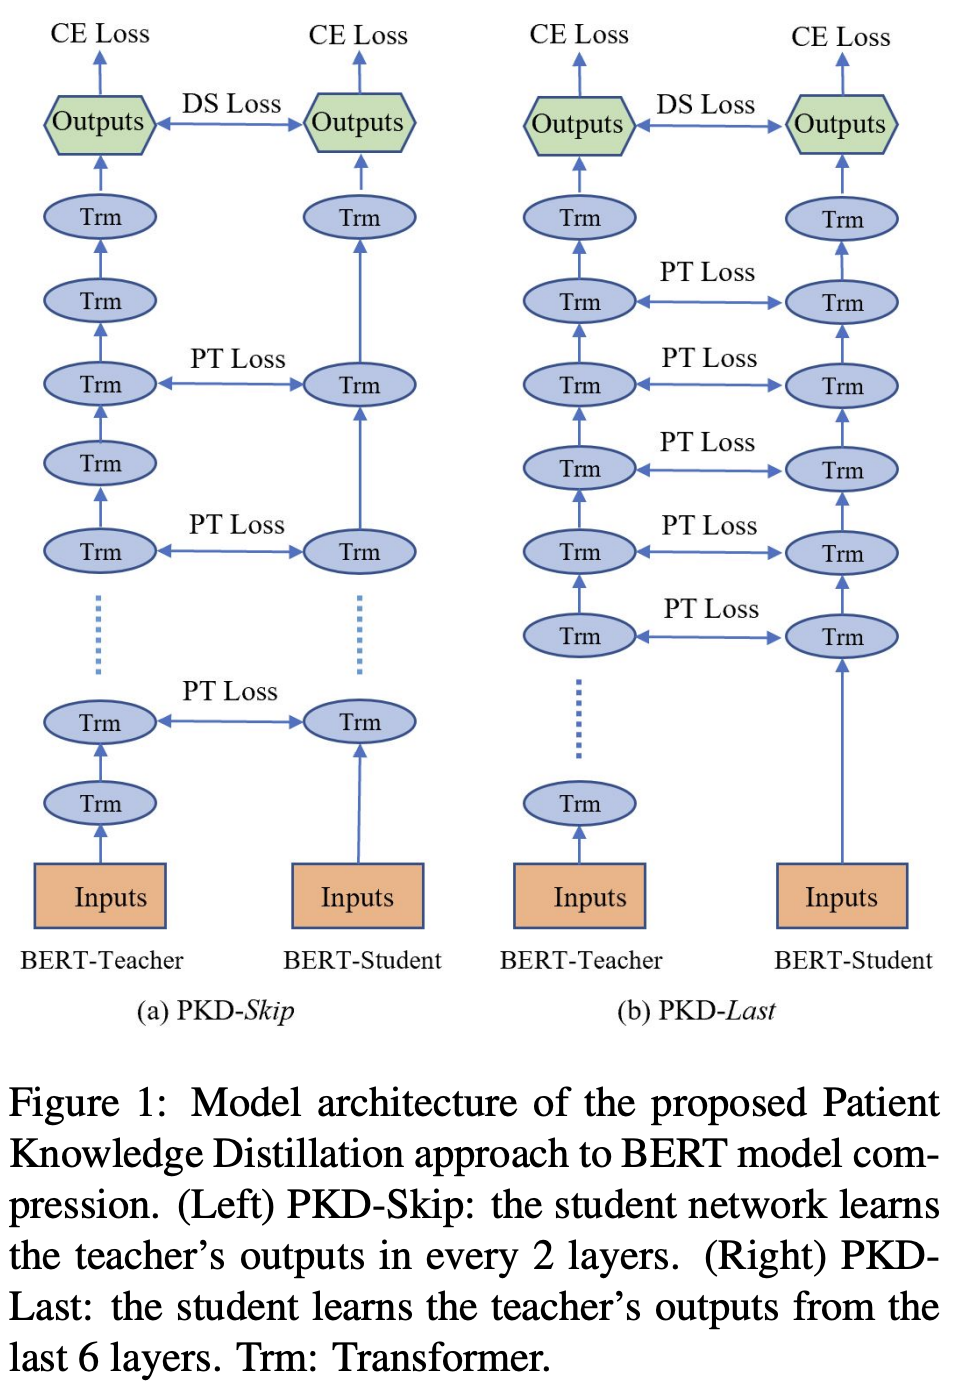 CE Loss
CE Loss
DS Loss
Outputs
Outputs
Trm
Trm
Trm
Trm
PT Loss
Trm
Trm
PT Loss
Trm
Trm
PT Loss
Trm
Trm
Trm
Inputs
Inputs
BERT-Teacher
BERT-Student
(a) PKD-Skip
CE Loss
CE Loss
DS Loss
Outputs
Outputs
Trm
Trm
PT Loss
Trm
Trm
PT Loss
Trm
Trm
PT Loss
Trm
Trm
PT Loss
Trm
Trm
PT Loss
Trm
Trm
Trm
Inputs
Inputs
BERT-Teacher
BERT-Student
(b) PKD-Last
Figure 1: Model architecture of the proposed Patient
Knowledge Distillation approach to BERT model com-
pression. (Left) PKD-Skip: the student network learns
the teacher's outputs in every 2 layers. (Right) PKD-
Last: the student learns the teacher's outputs from the
last 6 layers. Trm: Transformer.